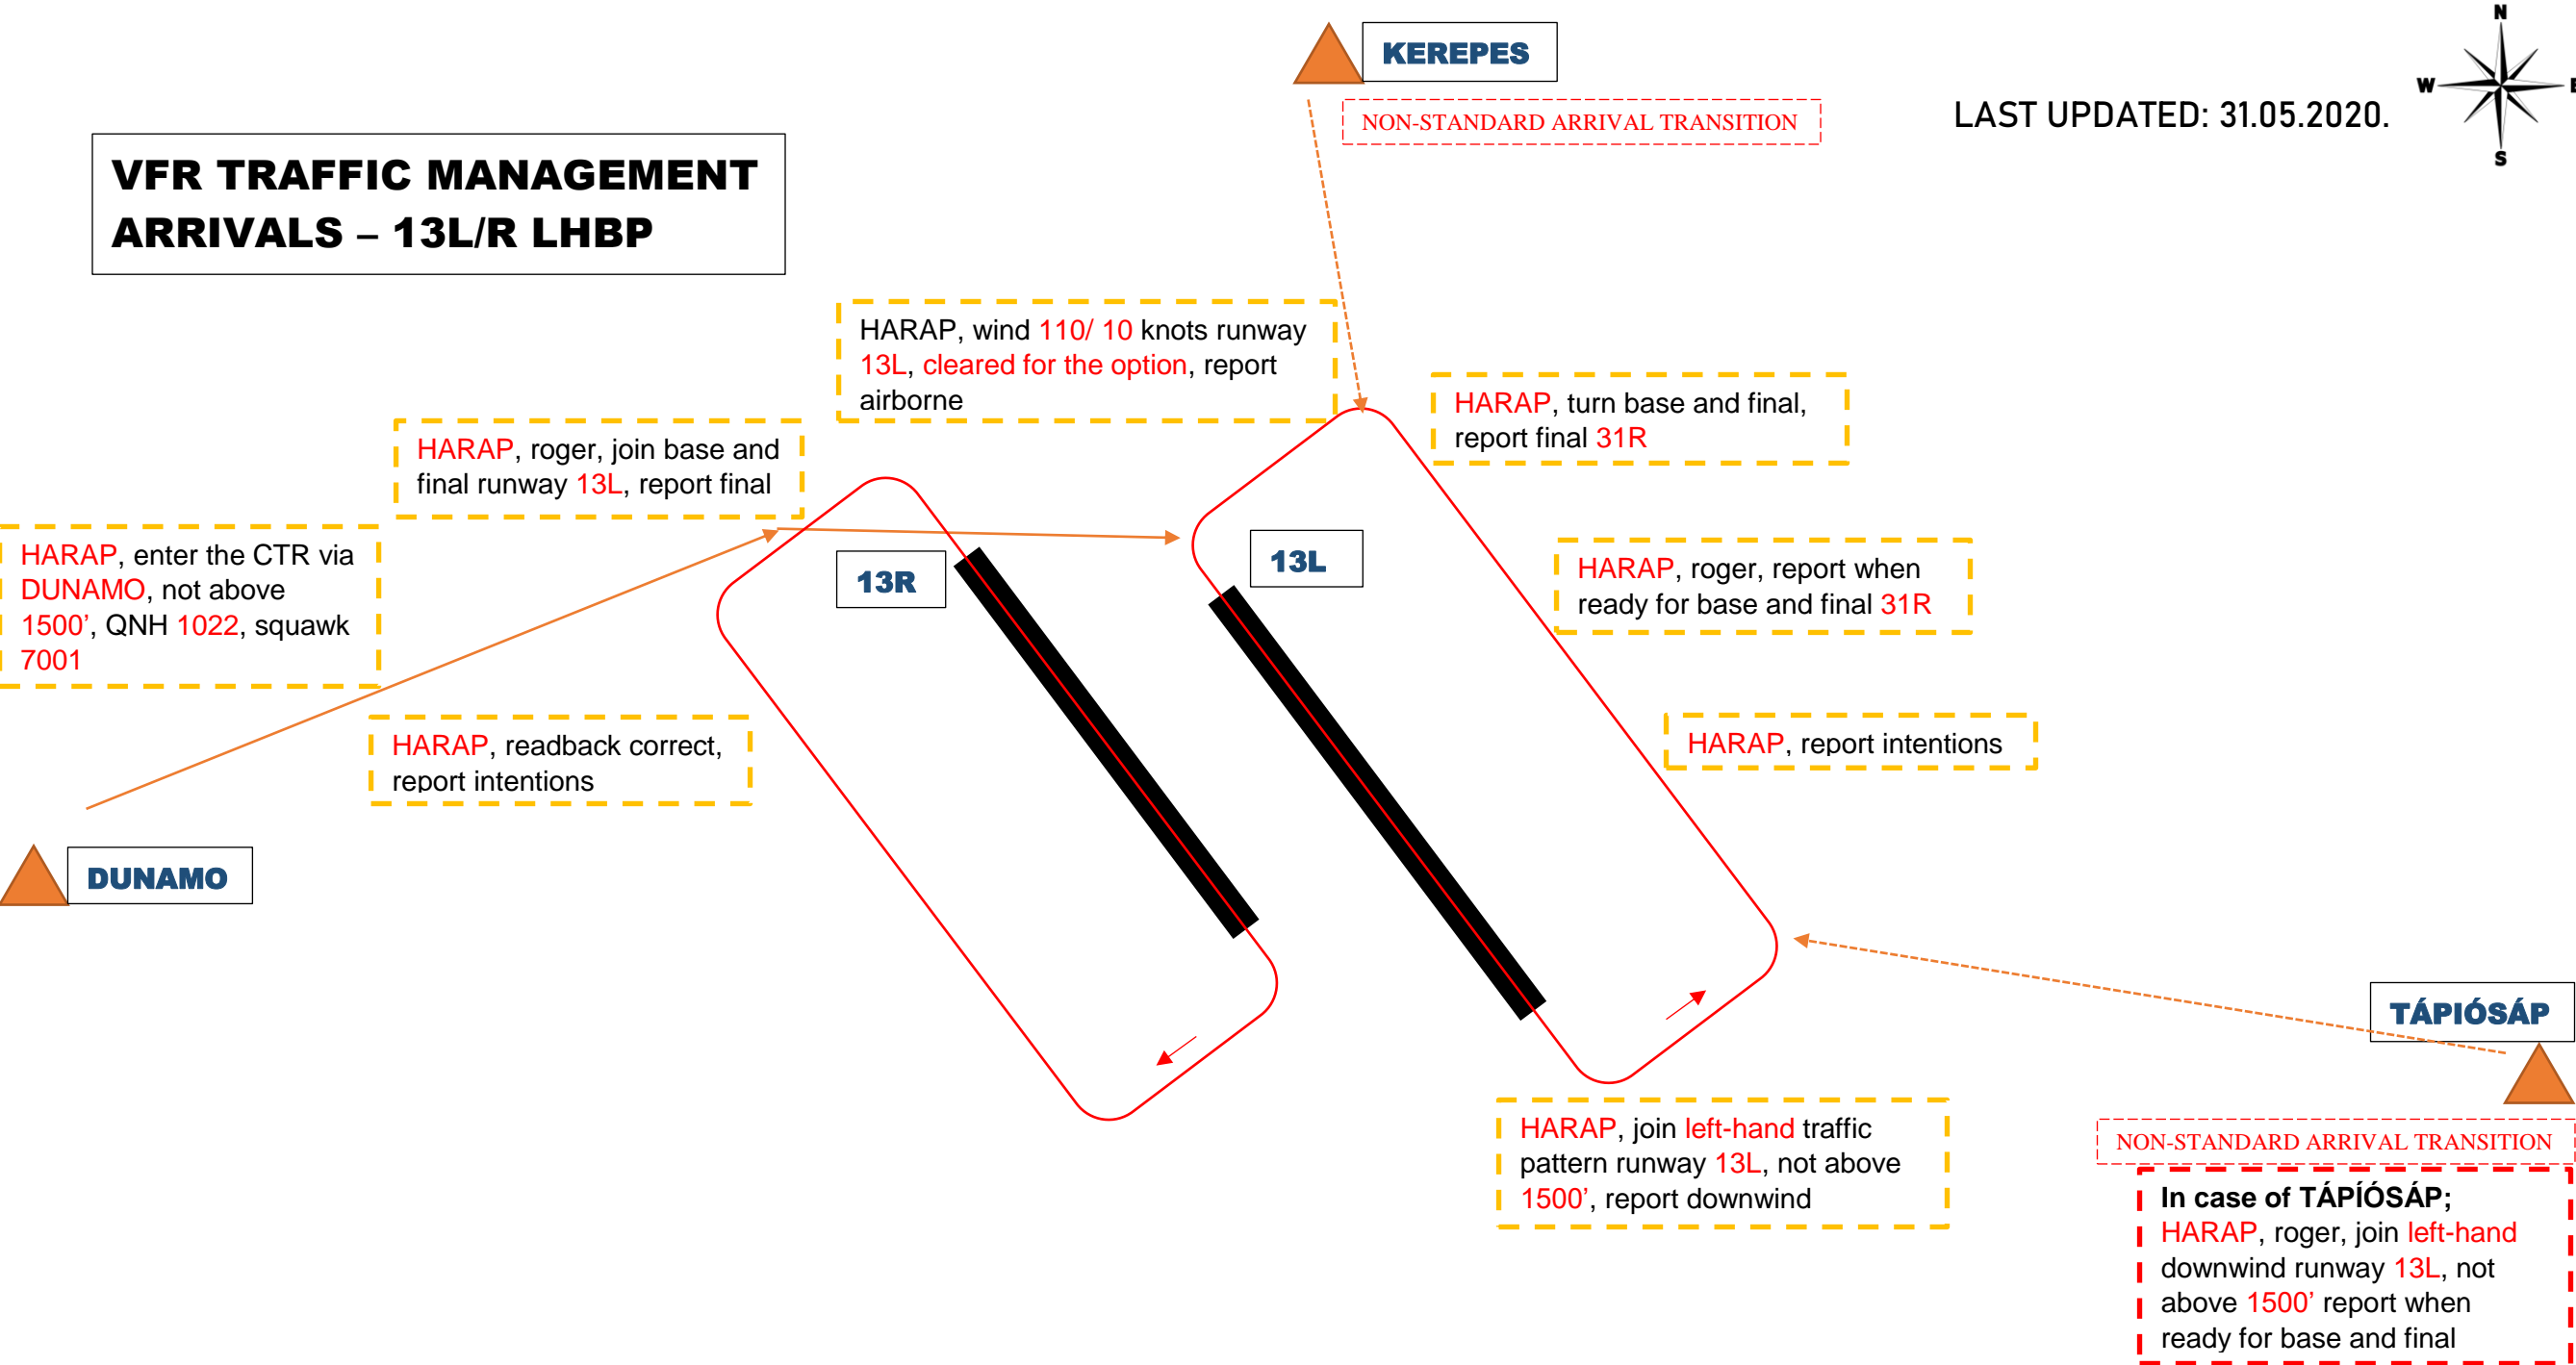 N
KEREPES
W
E
LAST UPDATED: 31.05.2020.
NON-STANDARD ARRIVAL TRANSITION
S
VFR TRAFFIC MANAGEMENT
ARRIVALS – 13L/R LHBP
HARAP, wind 110/ 10 knots runway
13L, cleared for the option, report
airborne
HARAP, turn base and final,
report final 31R
HARAP, roger, join base and
final runway 13L, report final
HARAP, enter the CTR via
DUNAMO, not above
1500’, QNH 1022, squawk
7001
13R
13L
HARAP, roger, report when
ready for base and final 31R
HARAP, readback correct,
report intentions
HARAP, report intentions
DUNAMO
TÁPIÓSÁP
HARAP, join left-hand traffic
pattern runway 13L, not above
1500’, report downwind
NON-STANDARD ARRIVAL TRANSITION
In case of TÁPÍÓSÁP;
HARAP, roger, join left-hand
downwind runway 13L, not
above 1500’ report when
ready for base and final